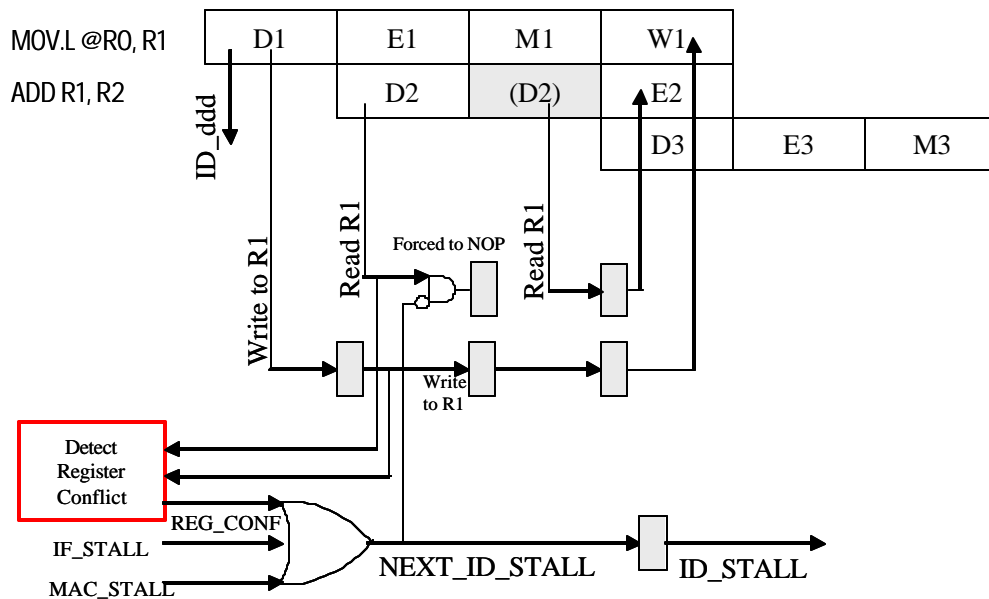 MOV.L @R0, R1
D1 E1 M1 W1
ADD R1, R2
D2 (D2) E2
D3 E3 M3
ID_ddd
Write to R1
Read R1
Forced to NOP
Read R1
Write
to R1
Detect
Register
Conflict
REG_CONF
IF_STALL
MAC_STALL
NEXT_ID_STALL
ID_STALL